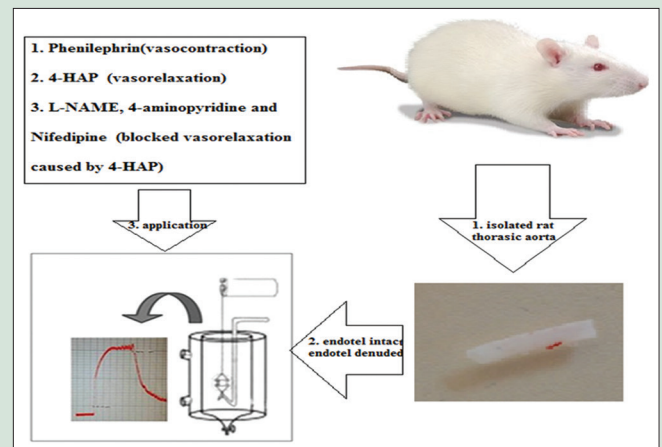 1. Phenilephrin(vasocontraction)
2. 4-HAP (vasorelaxation)
3. L-NAME, 4-aminopyridine and
Nifedipine (blocked vasorelaxation
caused by 4-HAP)
3. application
1. isolated rat
thorasic aorta
2. endotel intac
endotel denuded